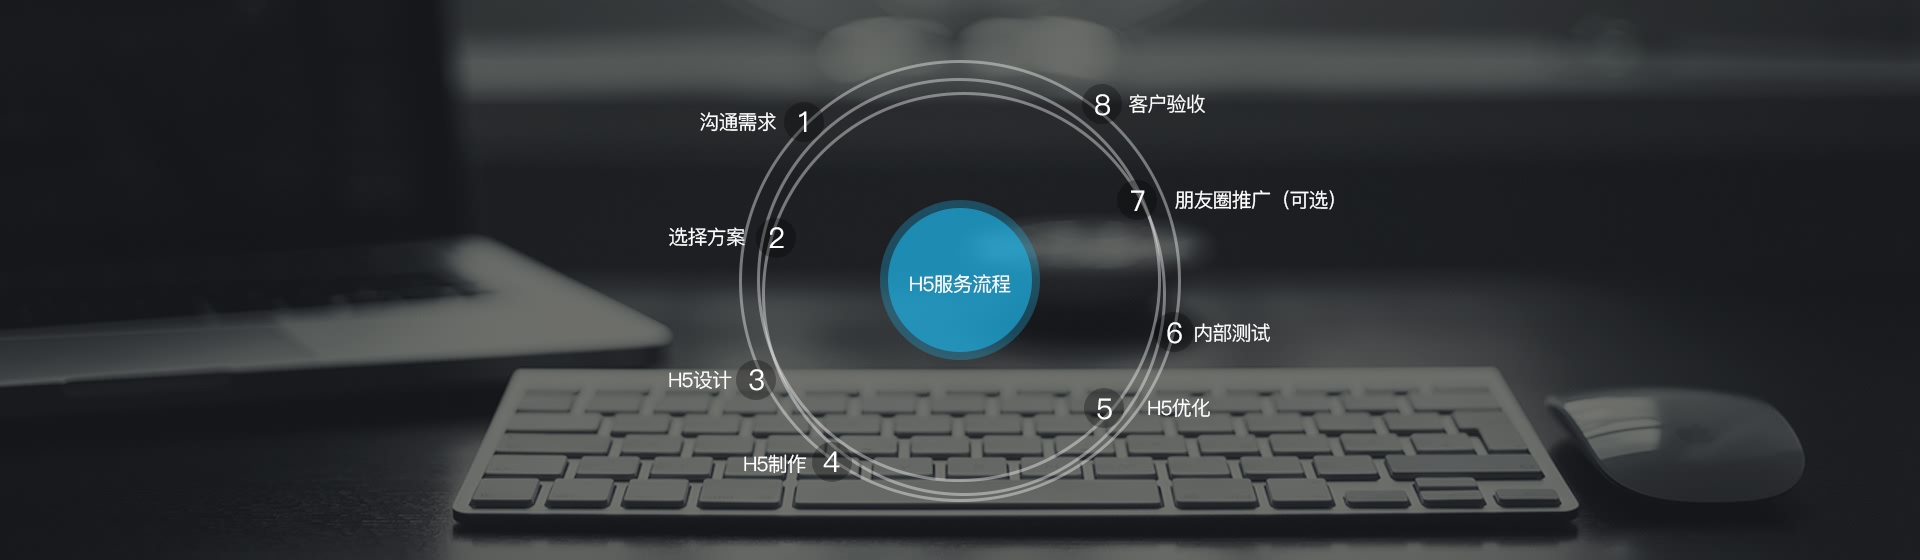 H5服务流程
1 沟通需求
2 选择方案
3 H5设计
4 H5制作
5 H5优化
6 内部测试
7 朋友圈推广（可选）
8 客户验收